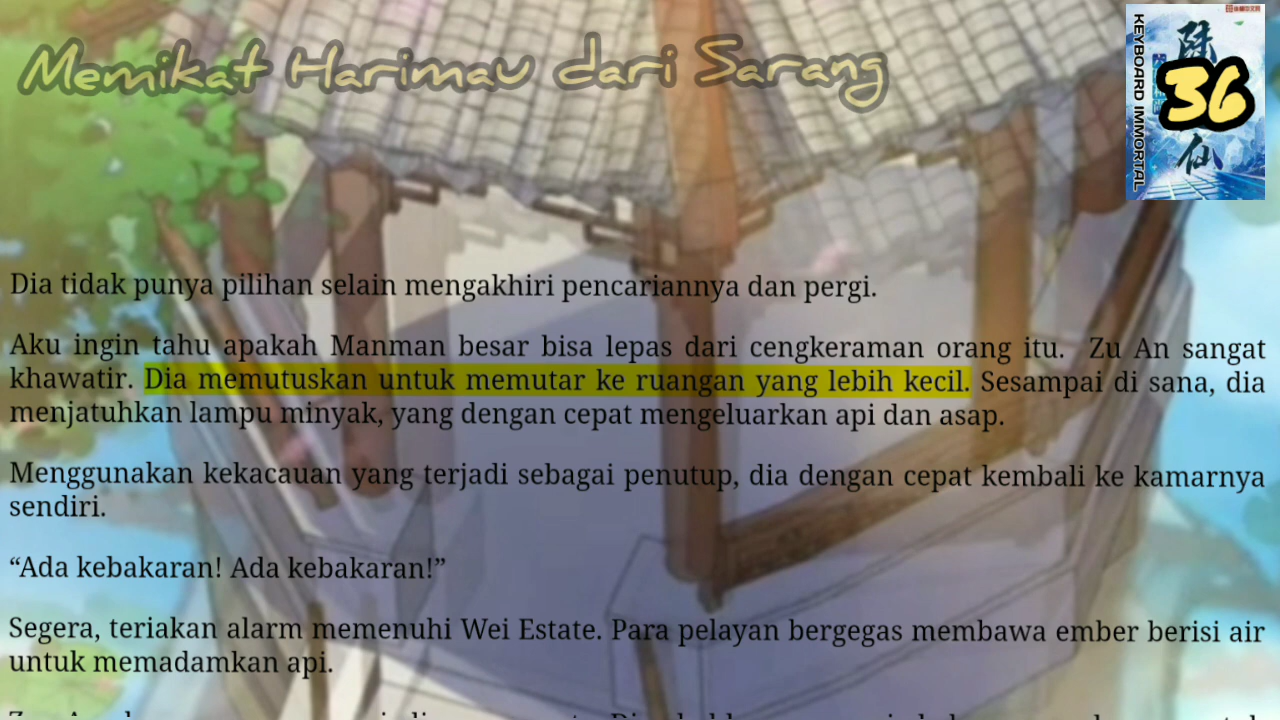 Memikat Harimau dari Sarang
KEYBOARD IMMORTAL
陆
36
仙
Dia tidak punya pilihan selain mengakhiri pencariannya dan pergi.
Aku ingin tahu apakah Manman besar bisa lepas dari cengkeraman orang itu. Zu An sangat
khawatir. Dia memutuskan untuk memutar ke ruangan yang lebih kecil. Sesampai di sana, dia
menjatuhkan lampu minyak, yang dengan cepat mengeluarkan api dan asap.
Menggunakan kekacauan yang terjadi sebagai penutup, dia dengan cepat kembali ke kamarnya
sendiri.
“Ada kebakaran! Ada kebakaran!”
Segera, teriakan alarm memenuhi Wei Estate. Para pelayan bergegas membawa ember berisi air
untuk memadamkan api.